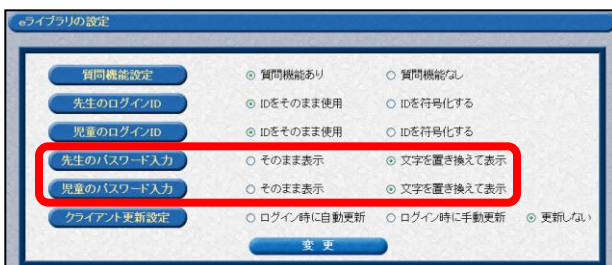 eライブラリの設定
質問機能設定 質問機能あり 質問機能なし
先生のログインID IDをそのまま使用 IDを符号化する
児童のログインID IDをそのまま使用 IDを符号化する
先生のパスワード入力 そのまま表示 文字を置き換えて表示
児童のパスワード入力 そのまま表示 文字を置き換えて表示
クライアント更新設定 ログイン時に自動更新 ログイン時に手動更新 更新しない
変更